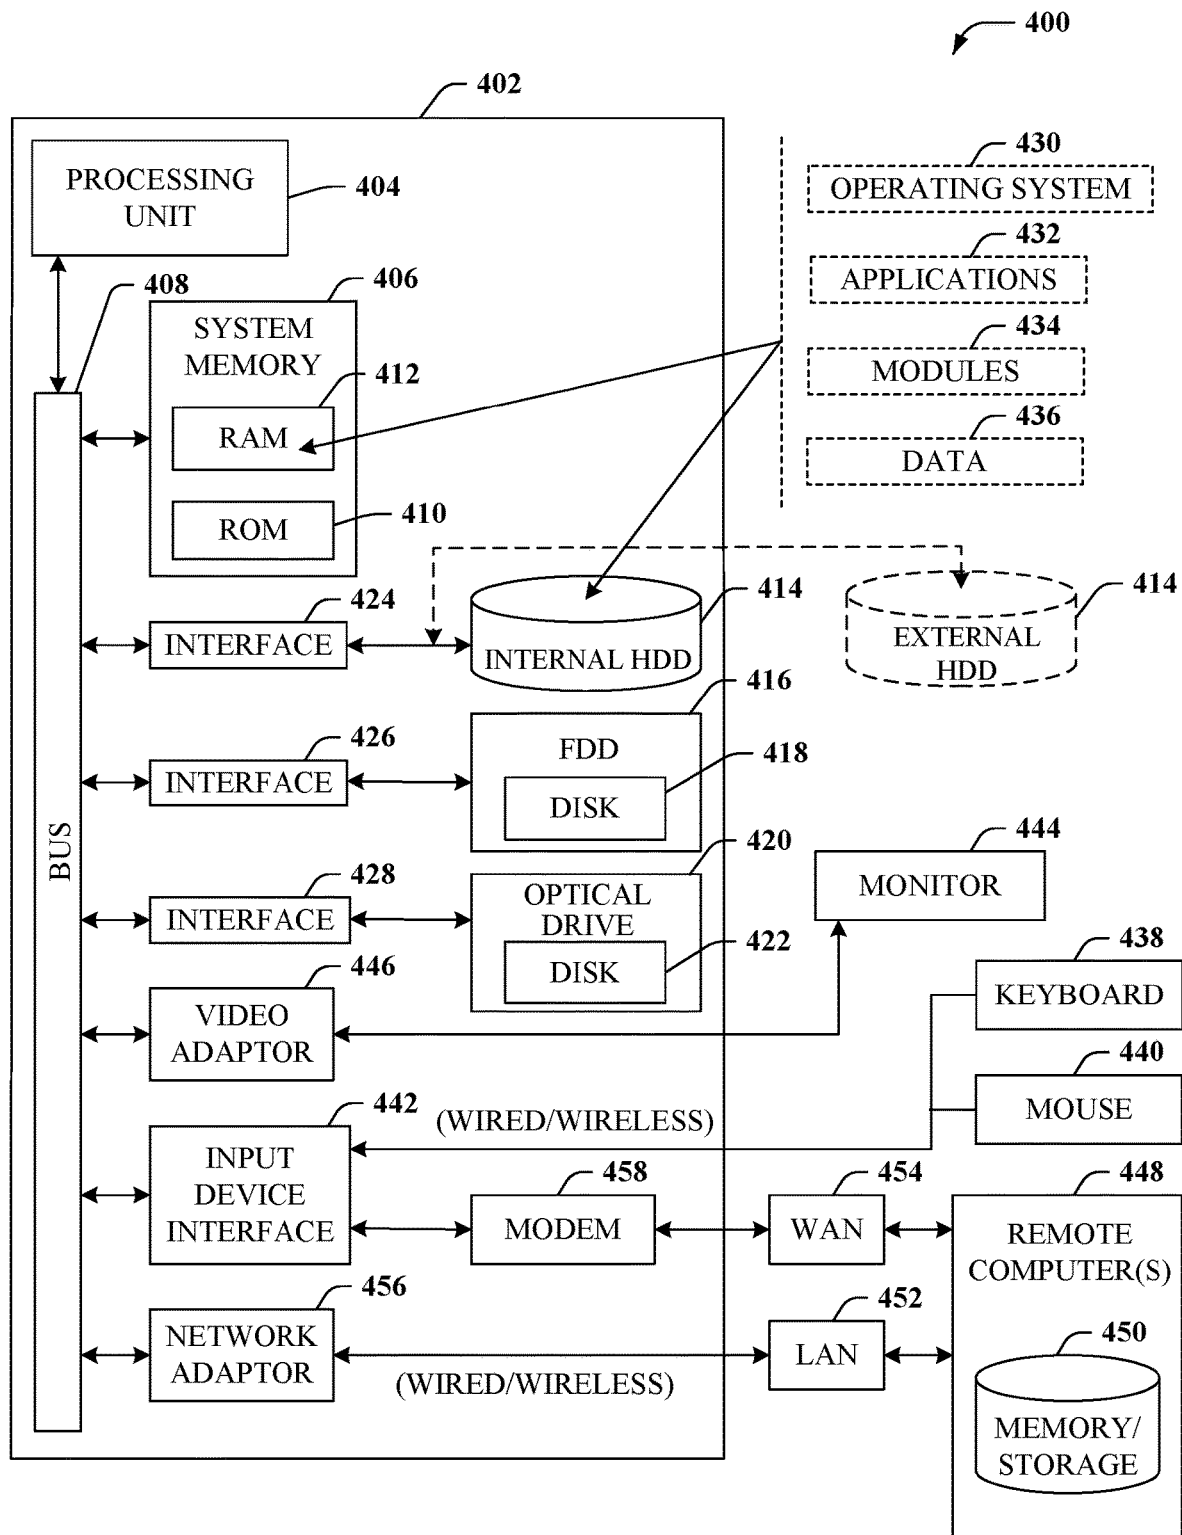 400
402
PROCESSING
UNIT
404
430
OPERATING SYSTEM
432
APPLICATIONS
434
MODULES
436
DATA
408
406
SYSTEM
MEMORY
412
RAM
ROM
410
BUS
424
INTERFACE
414
INTERNAL HDD
414
EXTERNAL
HDD
426
INTERFACE
416
FDD
418
DISK
428
INTERFACE
420
OPTICAL
DRIVE
422
DISK
444
MONITOR
446
VIDEO
ADAPTOR
438
KEYBOARD
440
MOUSE
442
INPUT
DEVICE
INTERFACE
(WIRED/WIRELESS)
458
MODEM
454
WAN
448
REMOTE
COMPUTER(S)
456
NETWORK
ADAPTOR
(WIRED/WIRELESS)
452
LAN
450
MEMORY/
STORAGE